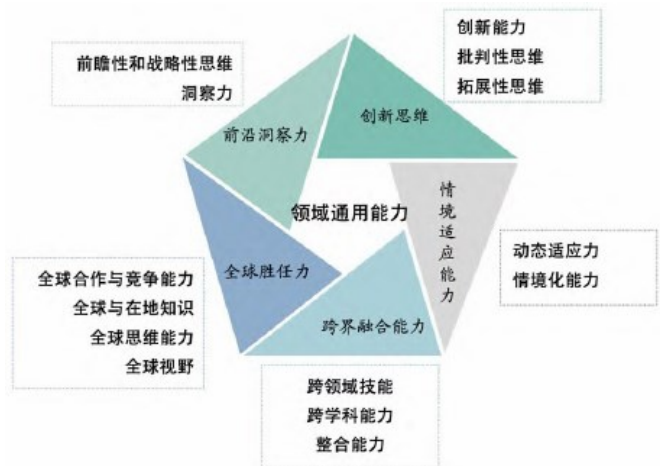 创新能力
批判性思维
拓展性思维
前瞻性和战略性思维
洞察力
创新思维
前沿洞察力
情境适应能力
领域通用能力
动态适应力
情境化能力
全球胜任力
全球合作与竞争能力
全球与在地知识
全球思维能力
全球视野
跨界融合能力
跨领域技能
跨学科能力
整合能力